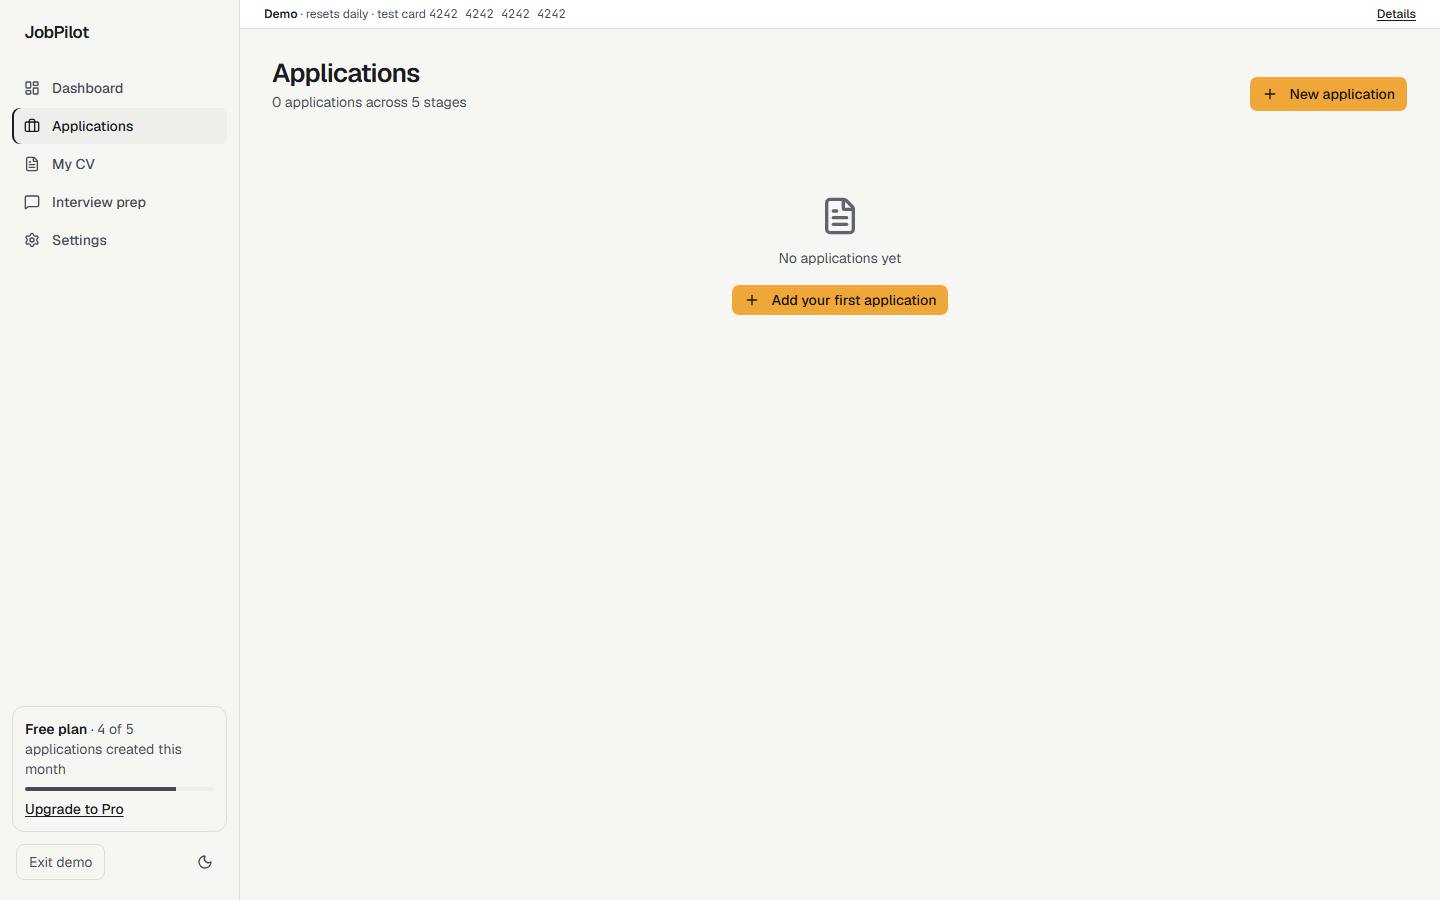 JobPilot
Dashboard
Applications
My CV
Interview prep
Settings
Free plan · 4 of 5
applications created this
month
Upgrade to Pro
Exit demo
Demo · resets daily · test card 4242 4242 4242 4242
Details
Applications
0 applications across 5 stages
New application
No applications yet
Add your first application